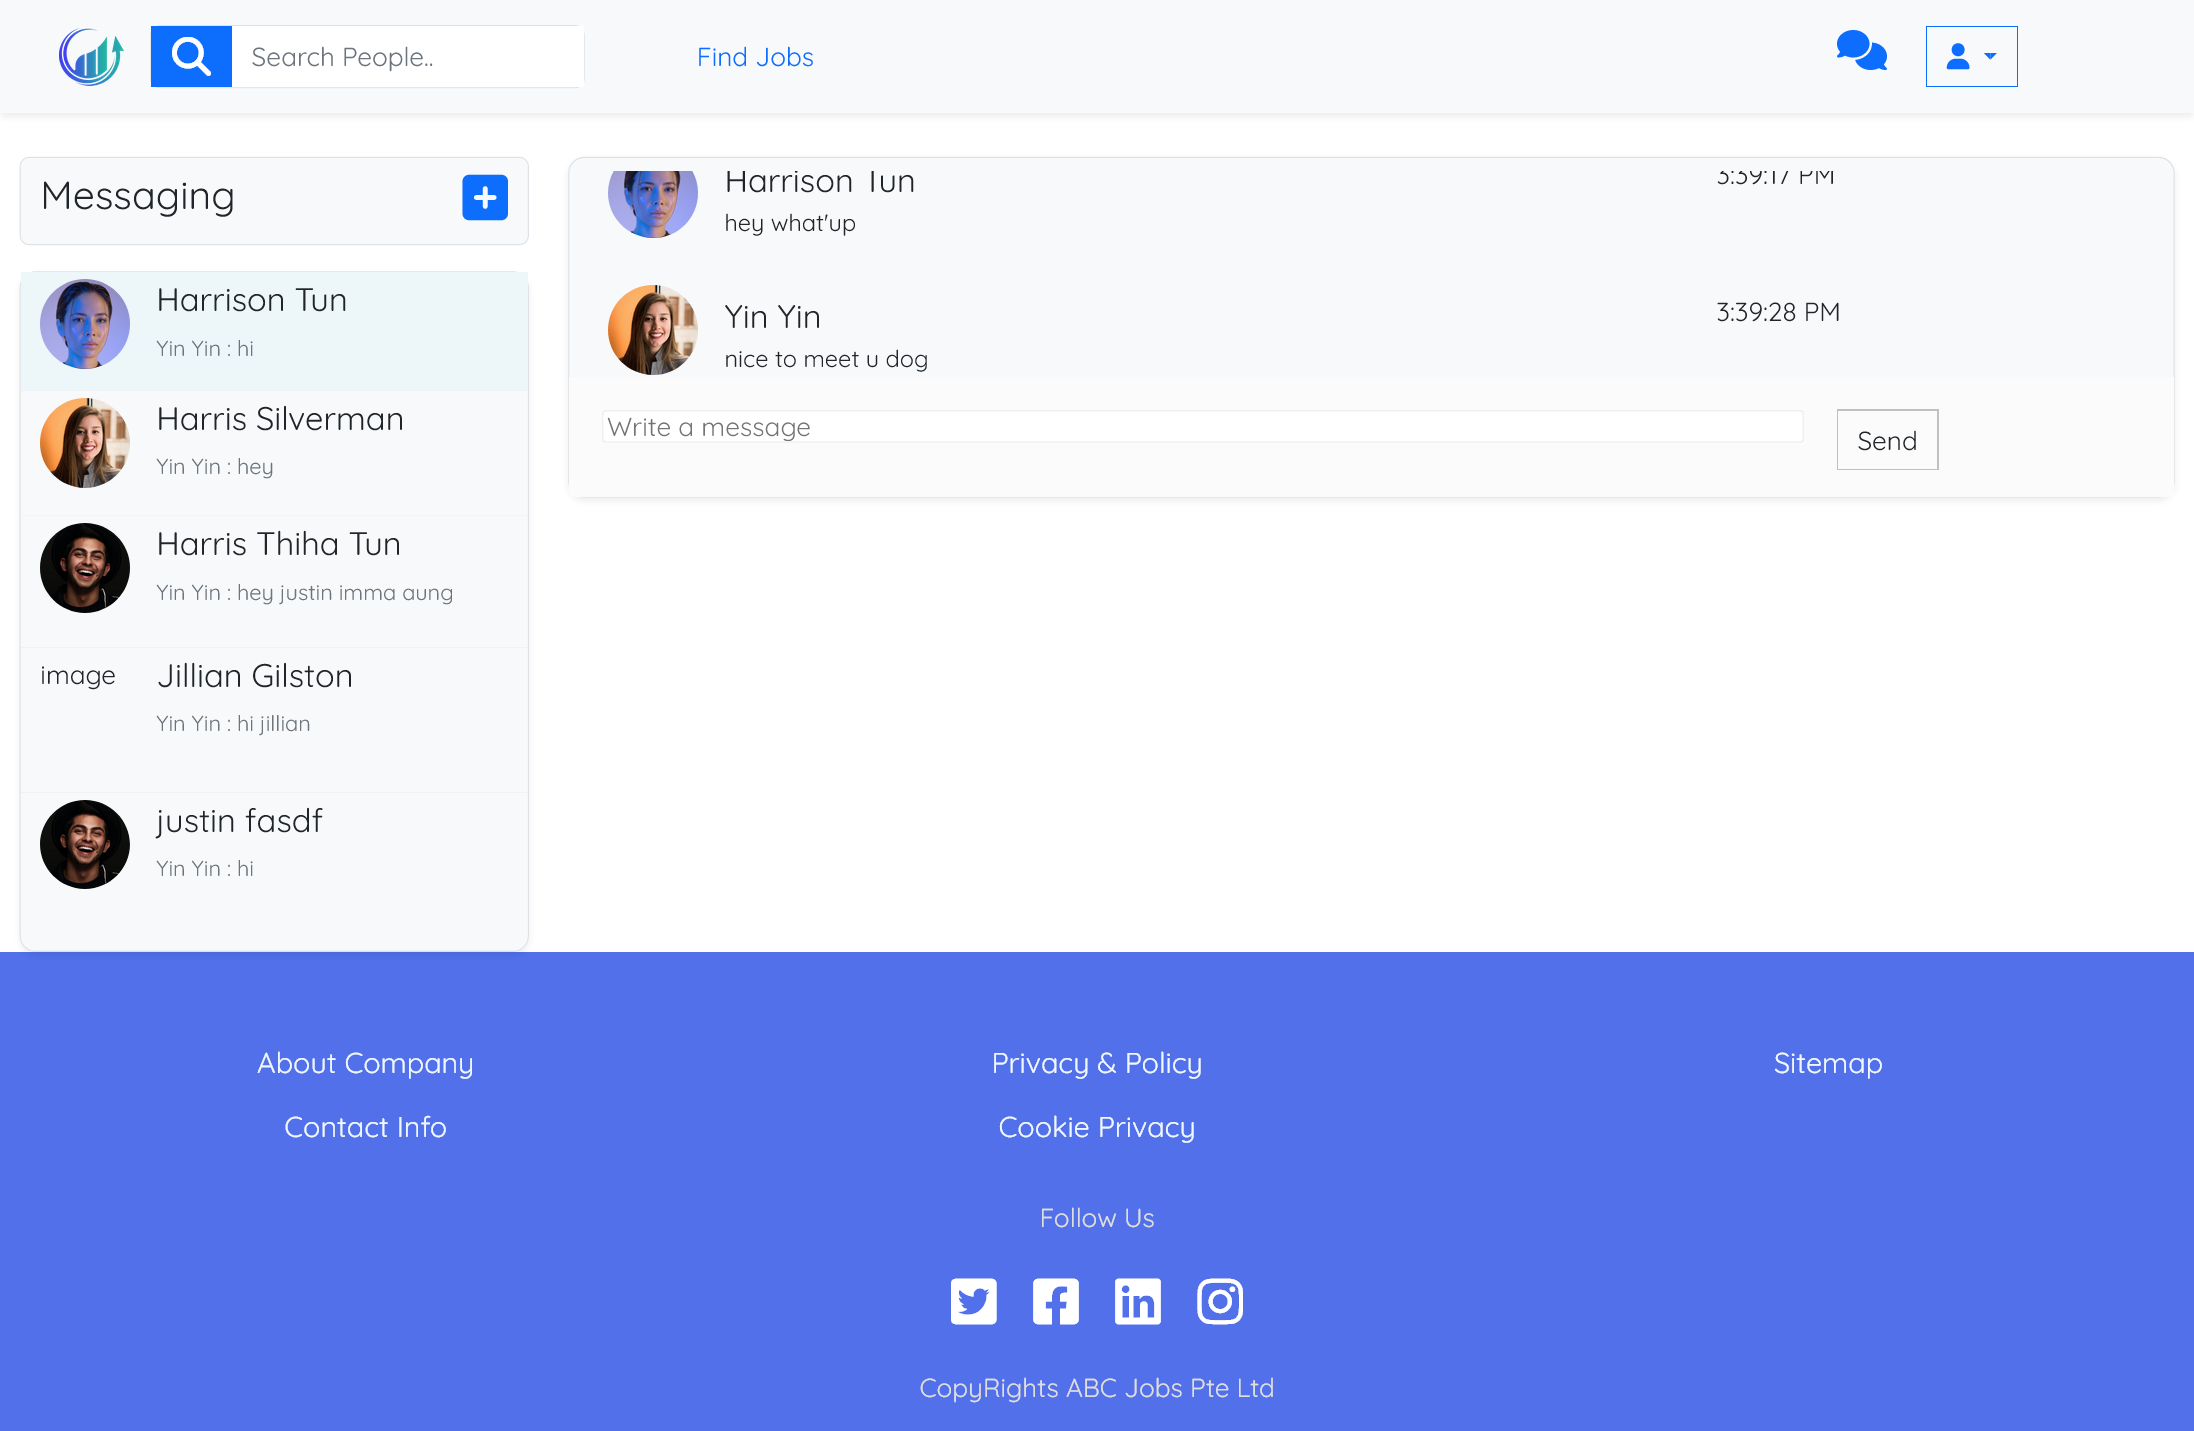 Search People..
Find Jobs
Messaging
Harrison Tun
Yin Yin : hi
Harris Silverman
Yin Yin : hey
Harris Thiha Tun
Yin Yin : hey justin imma aung
image
Jillian Gilston
Yin Yin : hi jillian
justin fasdf
Yin Yin : hi
Harrison Tun
3:39:17 PM
hey what'up
Yin Yin
3:39:28 PM
nice to meet u dog
Write a message
Send
About Company
Privacy & Policy
Sitemap
Contact Info
Cookie Privacy
Follow Us
CopyRights ABC Jobs Pte Ltd